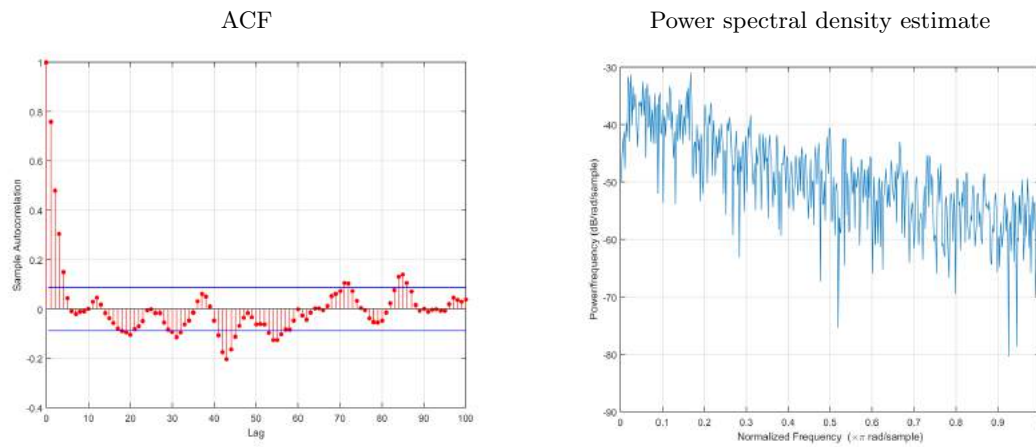 ACF
1
0.8
0.6
0.4
0.2
0
-0.2
-0.4
0 10 20 30 40 50 60 70 80 90 100
Sample Autocorrelation
Lag
Power spectral density estimate
-30
-40
-50
-60
-70
-80
-90
0 0.1 0.2 0.3 0.4 0.5 0.6 0.7 0.8 0.9
Power/frequency (dB/rad/sample)
Normalized Frequency (×π rad/sample)